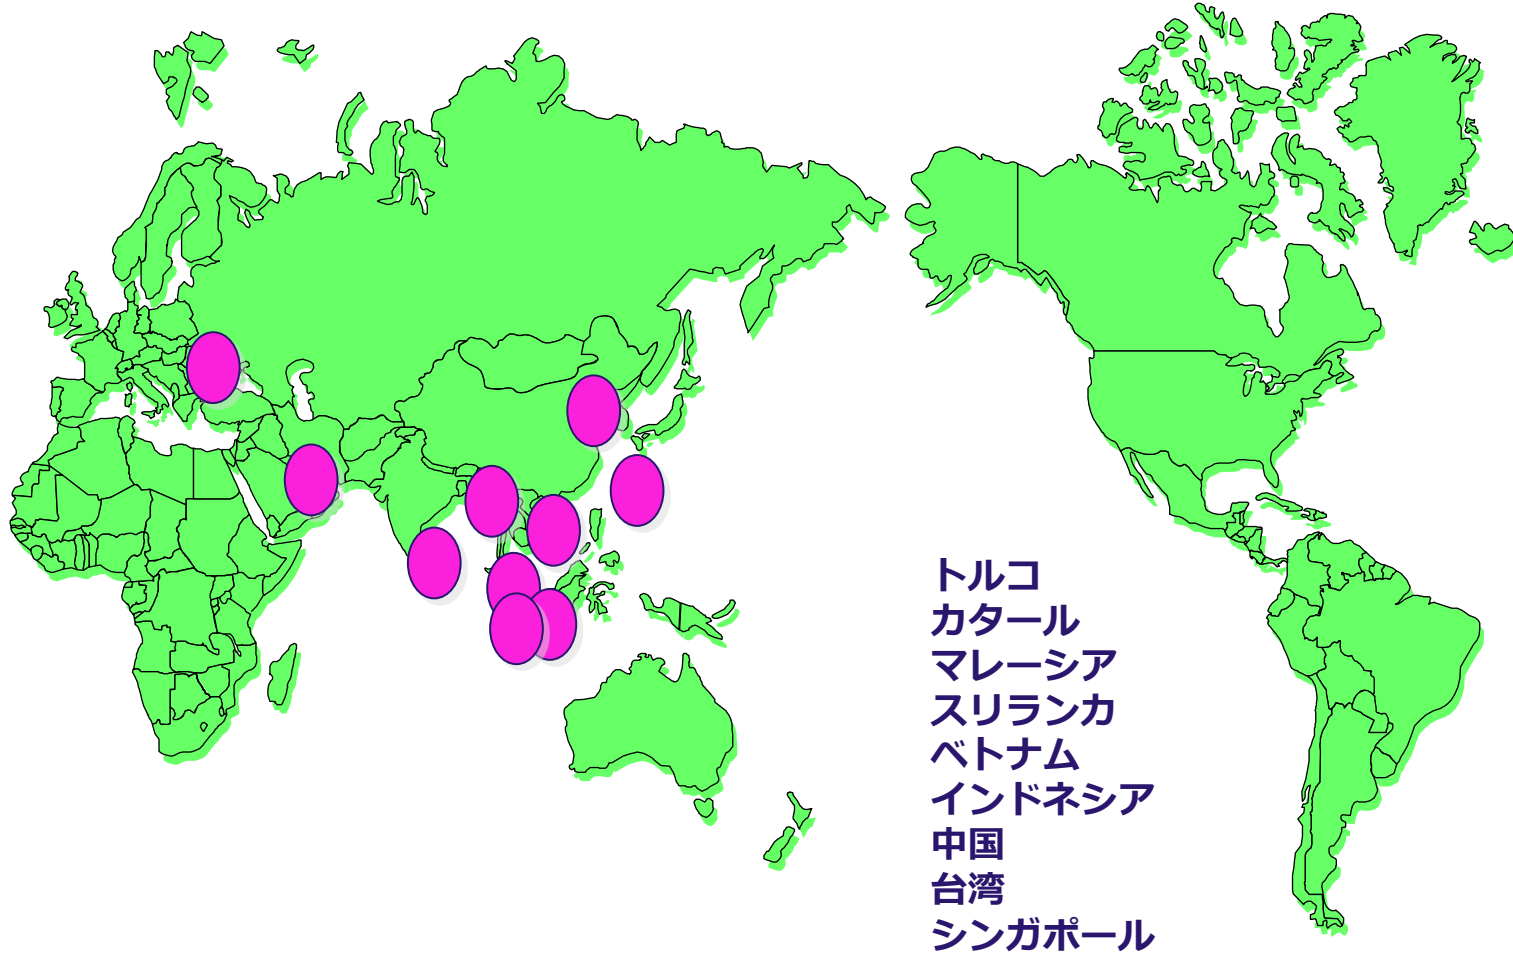 トルコ
カタール
マレーシア
スリランカ
ベトナム
インドネシア
中国
台湾
シンガポール